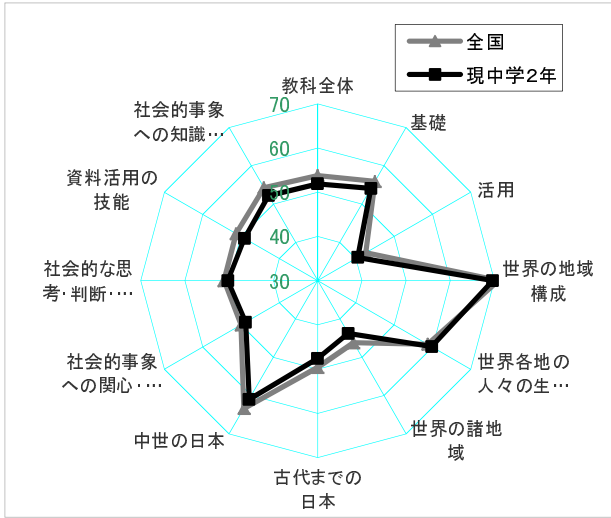 全国
現中学2年
教科全体
基礎
活用
世界の地域
構成
世界各地の
人々の生…
世界の諸地
域
古代までの
日本
中世の日本
社会的事象
への関心・…
社会的な思
考・判断・…
資料活用の
技能
社会的事象
への知識…
70
60
50
40
30